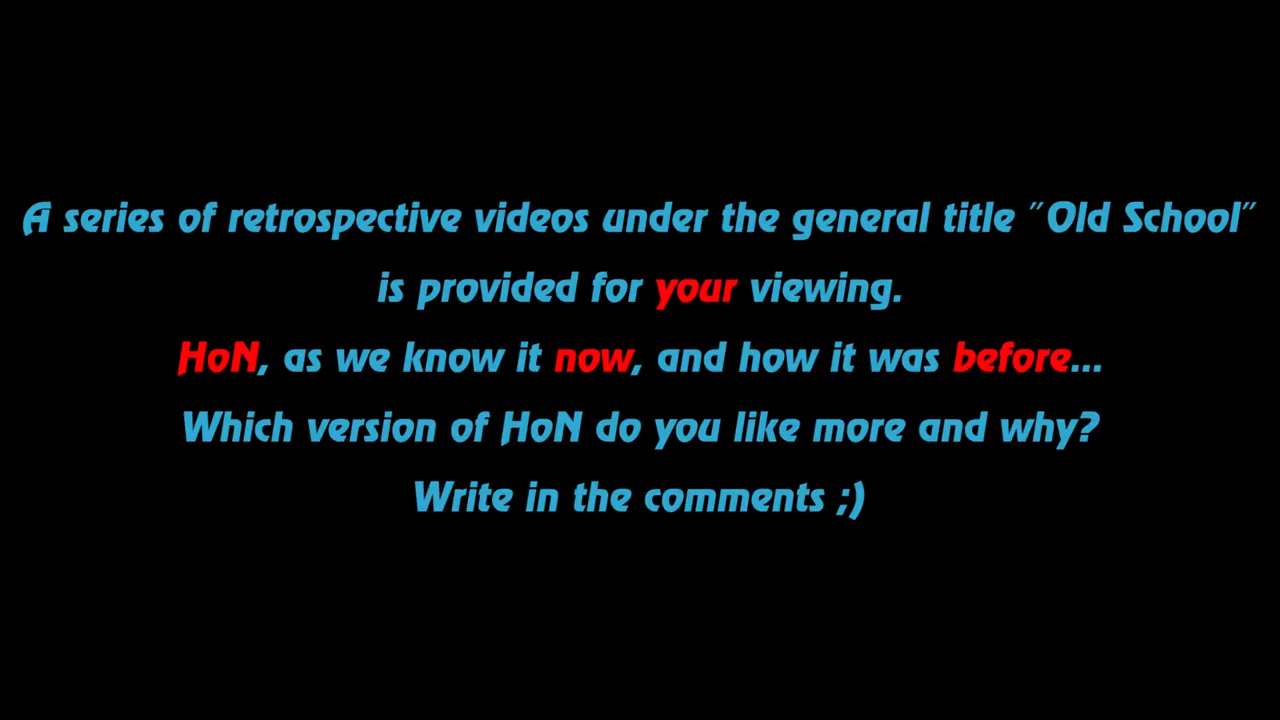 A series of retrospective videos under the general title "Old School"
is provided for your viewing.
HoN, as we know it now, and how it was before...
Which version of HoN do you like more and why?
Write in the comments ;)